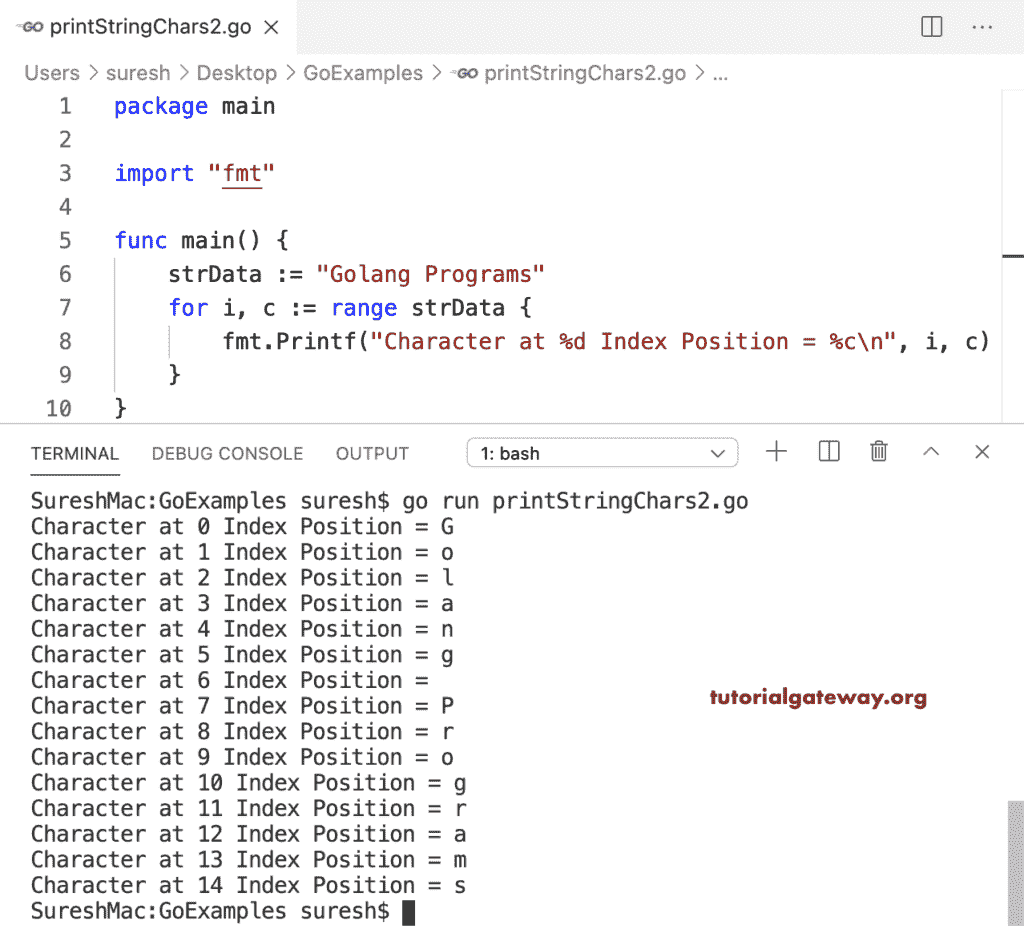 GO printStringChars2.go ×
Users > suresh > Desktop > GoExamples > GO printStringChars2.go > ...
1 package main
2
3 import "fmt"
4
5 func main() {
6     strData := "Golang Programs"
7     for i, c := range strData {
8         fmt.Printf("Character at %d Index Position = %c\n", i, c)
9     }
10 }
TERMINAL DEBUG CONSOLE OUTPUT 1: bash
SureshMac:GoExamples suresh$ go run printStringChars2.go
Character at 0 Index Position = G
Character at 1 Index Position = o
Character at 2 Index Position = l
Character at 3 Index Position = a
Character at 4 Index Position = n
Character at 5 Index Position = g
Character at 6 Index Position =
Character at 7 Index Position = P
Character at 8 Index Position = r
Character at 9 Index Position = o
Character at 10 Index Position = g
Character at 11 Index Position = r
Character at 12 Index Position = a
Character at 13 Index Position = m
Character at 14 Index Position = s
SureshMac:GoExamples suresh$
tutorialgateway.org